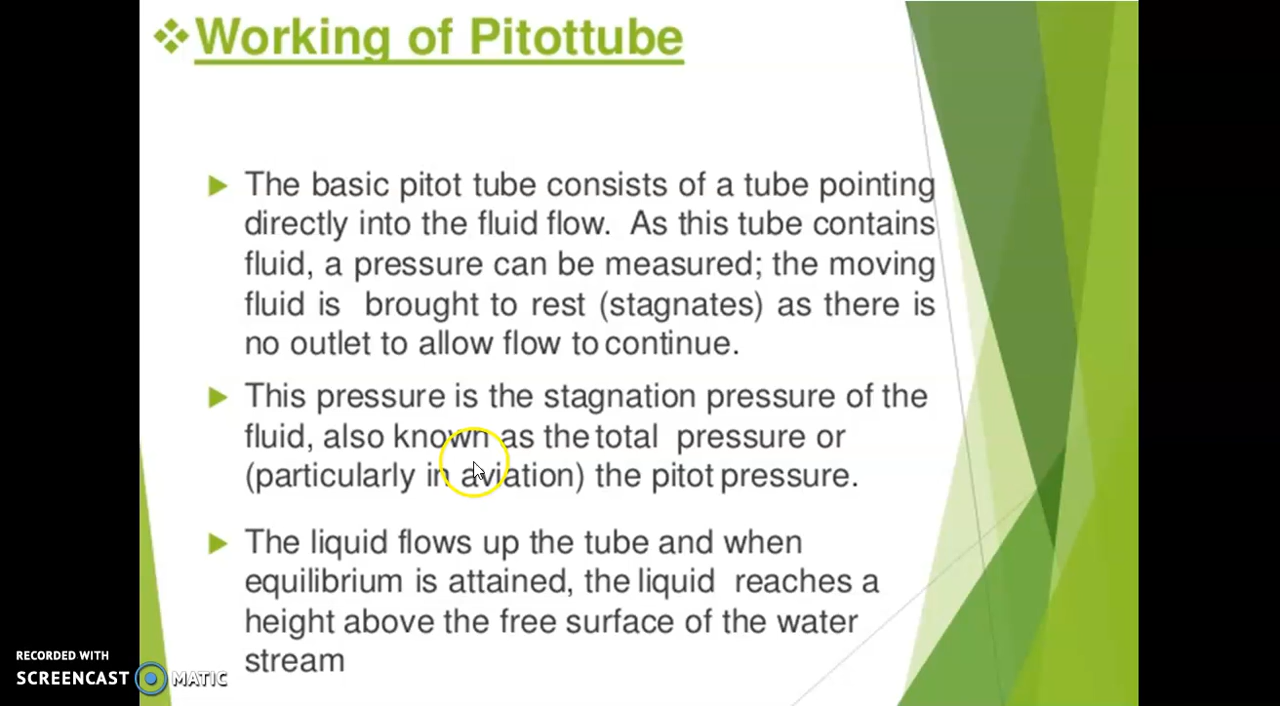 Working of Pitottube
The basic pitot tube consists of a tube pointing
directly into the fluid flow. As this tube contains
fluid, a pressure can be measured; the moving
fluid is brought to rest (stagnates) as there is
no outlet to allow flow to continue.
This pressure is the stagnation pressure of the
fluid, also known as the total pressure or
(particularly in aviation) the pitot pressure.
The liquid flows up the tube and when
equilibrium is attained, the liquid reaches a
height above the free surface of the water
stream
RECORDED WITH
SCREENCAST MATIC